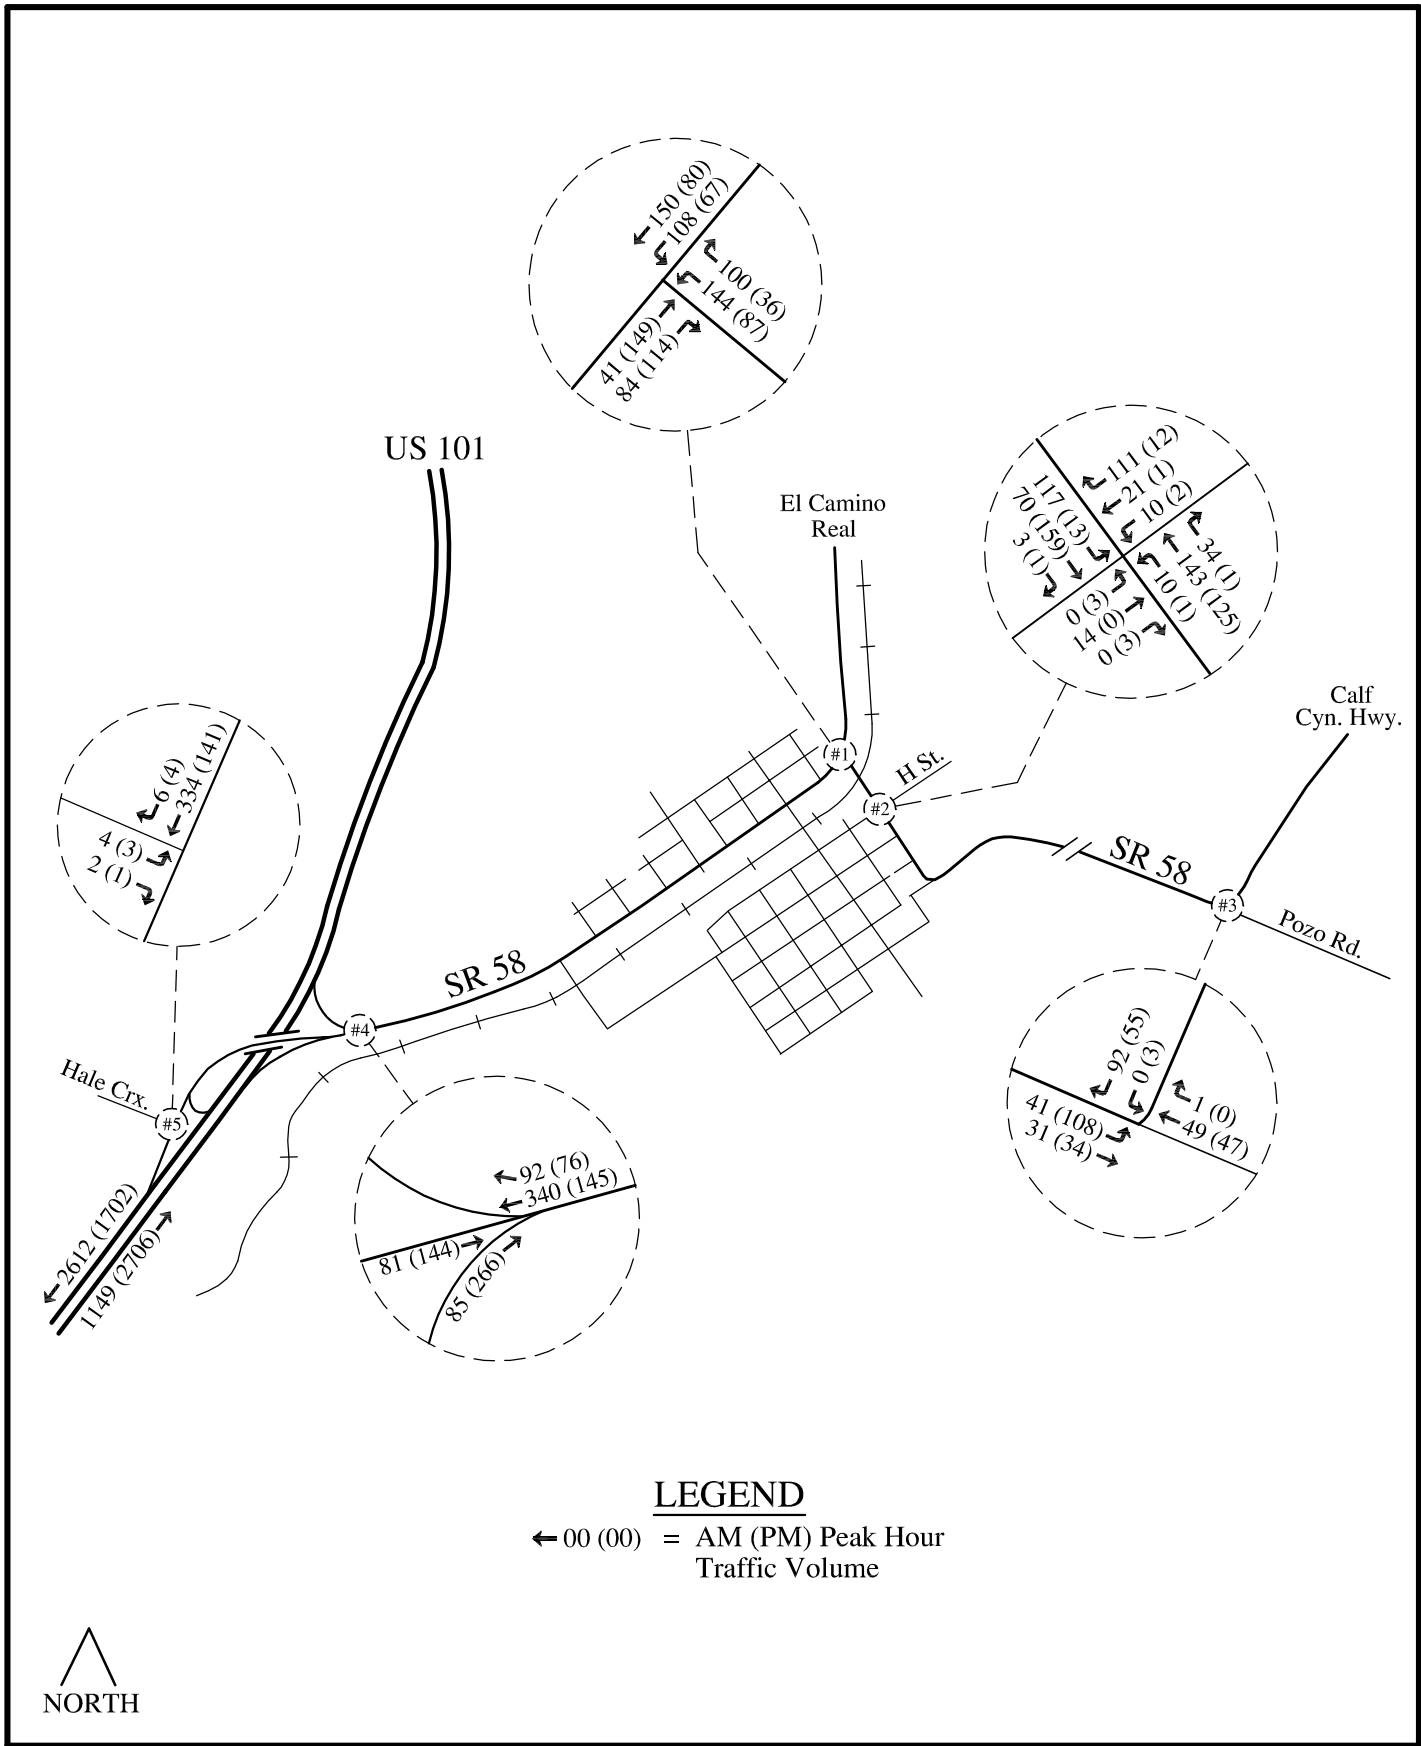 150 (80)
108 (67)
100 (36)
144 (87)
41 (149)
84 (114)
US 101
El Camino
Real
111 (12)
21 (1)
10 (2)
117 (13)
70 (159)
3 (1)
34 (1)
143 (125)
10 (1)
0 (3)
14 (0)
0 (3)
Calf
Cyn. Hwy.
#1
H St.
#2
6 (4)
334 (141)
4 (3)
2 (1)
SR 58
#3
Pozo Rd.
SR 58
#4
Hale Crx.
#5
92 (55)
0 (3)
1 (0)
49 (47)
41 (108)
31 (34)
92 (76)
340 (145)
81 (144)
85 (266)
2612 (1702)
1149 (2706)
LEGEND
00 (00) = AM (PM) Peak Hour
Traffic Volume
NORTH